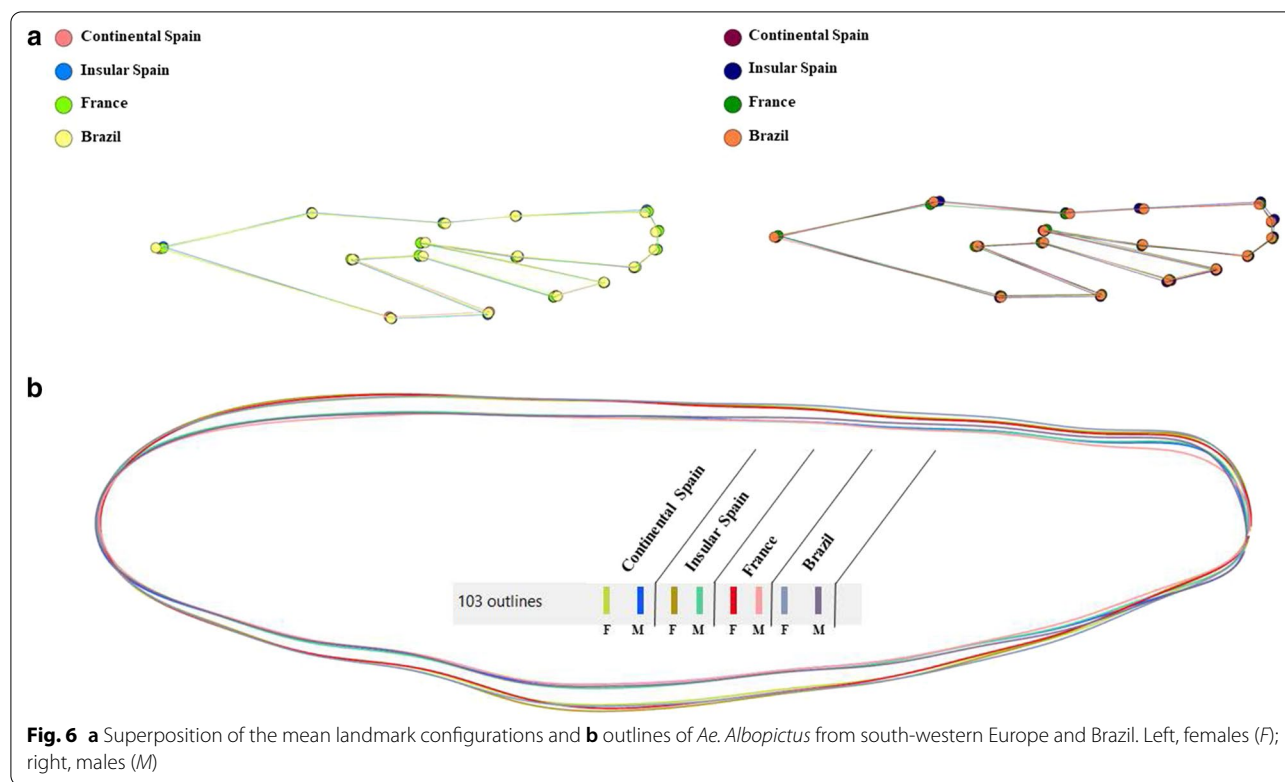 a
Continental Spain
Insular Spain
France
Brazil
Continental Spain
Insular Spain
France
Brazil
b
Continental Spain
Insular Spain
France
Brazil
103 outlines
F M F M F M F M
Fig. 6 a Superposition of the mean landmark configurations and b outlines of Ae. Albopictus from south-western Europe and Brazil. Left, females (F);
right, males (M)